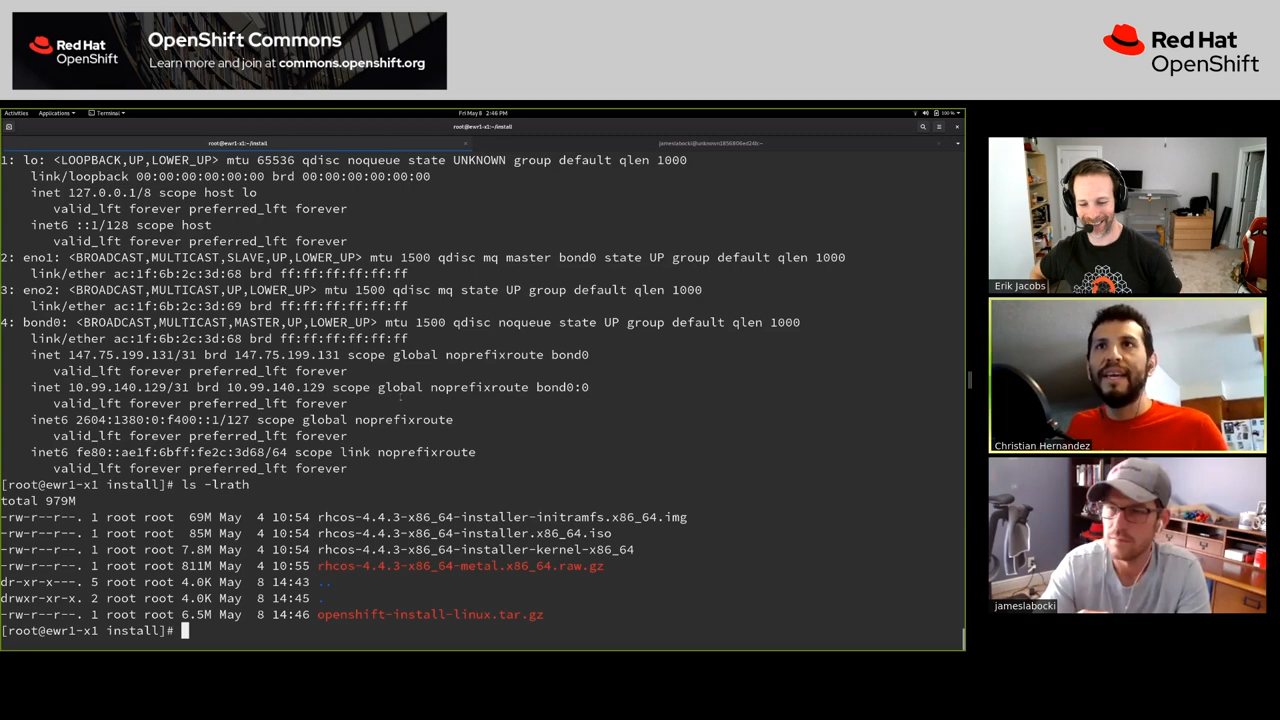 Red Hat
OpenShift
OpenShift Commons
Learn more and join at commons.openshift.org
Red Hat
OpenShift
Activities Applications Terminal Fri May 8 2:46 PM 100 %
root@ewr1-x1:~/install
root@ewr1-x1:~/install
1: lo: <LOOPBACK,UP,LOWER_UP> mtu 65536 qdisc noqueue state UNKNOWN group default qlen 1000
link/loopback 00:00:00:00:00:00 brd 00:00:00:00:00:00
inet 127.0.0.1/8 scope host lo
valid_lft forever preferred_lft forever
inet6 ::1/128 scope host
valid_lft forever preferred_lft forever
2: eno1: <BROADCAST,MULTICAST,SLAVE,UP,LOWER_UP> mtu 1500 qdisc mq master bond0 state UP group default qlen 1000
link/ether ac:1f:6b:2c:3d:68 brd ff:ff:ff:ff:ff:ff
3: eno2: <BROADCAST,MULTICAST,UP,LOWER_UP> mtu 1500 qdisc mq state UP group default qlen 1000
link/ether ac:1f:6b:2c:3d:69 brd ff:ff:ff:ff:ff:ff
4: bond0: <BROADCAST,MULTICAST,MASTER,UP,LOWER_UP> mtu 1500 qdisc noqueue state UP group default qlen 1000
link/ether ac:1f:6b:2c:3d:68 brd ff:ff:ff:ff:ff:ff
inet 147.75.199.131/31 brd 147.75.199.131 scope global noprefixroute bond0
valid_lft forever preferred_lft forever
inet 10.99.140.129/31 brd 10.99.140.129 scope global noprefixroute bond0:0
valid_lft forever preferred_lft forever
inet6 2604:1380:0:f400::1/127 scope global noprefixroute
valid_lft forever preferred_lft forever
inet6 fe80::ae1f:6bff:fe2c:3d68/64 scope link noprefixroute
valid_lft forever preferred_lft forever
[root@ewr1-x1 install]# ls -lrath
total 979M
-rw-r--r--. 1 root root 69M May 4 10:54 rhcos-4.4.3-x86_64-installer-initramfs.x86_64.img
-rw-r--r--. 1 root root 85M May 4 10:54 rhcos-4.4.3-x86_64-installer.x86_64.iso
-rw-r--r--. 1 root root 7.8M May 4 10:54 rhcos-4.4.3-x86_64-installer-kernel-x86_64
-rw-r--r--. 1 root root 811M May 4 10:55 rhcos-4.4.3-x86_64-metal.x86_64.raw.gz
dr-xr-x---. 5 root root 4.0K May 8 14:43 ..
drwxr-xr-x. 2 root root 4.0K May 8 14:45 .
-rw-r--r--. 1 root root 6.5M May 8 14:46 openshift-install-linux.tar.gz
[root@ewr1-x1 install]#
Erik Jacobs
Christian Hernandez
jameslabocki